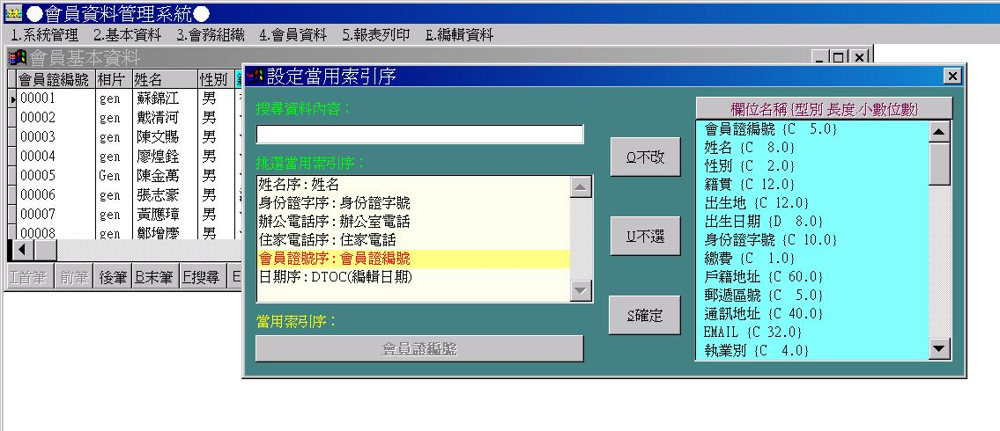 ●會員資料管理系統●
1.系統管理 2.基本資料 3.會務組織 4.會員資料 5.報表列印 E.編輯資料
會員基本資料
會員證編號 相片 姓名 性別
00001 gen 蘇錦江 男
00002 gen 戴清河 男
00003 gen 陳文賜 男
00004 gen 廖煌銓 男
00005 Gen 陳金萬 男
00006 gen 張志豪 男
00007 gen 黃應璋 男
00008 gen 鄭增慶 男
T首筆 前筆 後筆 B末筆 F搜尋 E
設定當用索引序
搜尋資料內容：
挑選當用索引序：
姓名序：姓名
身份證字序：身份證字號
辦公電話序：辦公室電話
住家電話序：住家電話
會員證號序：會員證編號
日期序：DTOC(編輯日期)
當用索引序：
會員證編號
O不改
U不選
S確定
欄位名稱{型別 長度.小數位數}
會員證編號 {C 5.0}
姓名 {C 8.0}
性別 {C 2.0}
籍貫 {C 12.0}
出生地 {C 12.0}
出生日期 {D 8.0}
身份證字號 {C 10.0}
繳費 {C 1.0}
戶籍地址 {C 60.0}
郵遞區號 {C 5.0}
通訊地址 {C 40.0}
EMAIL {C 32.0}
執業別 {C 4.0}